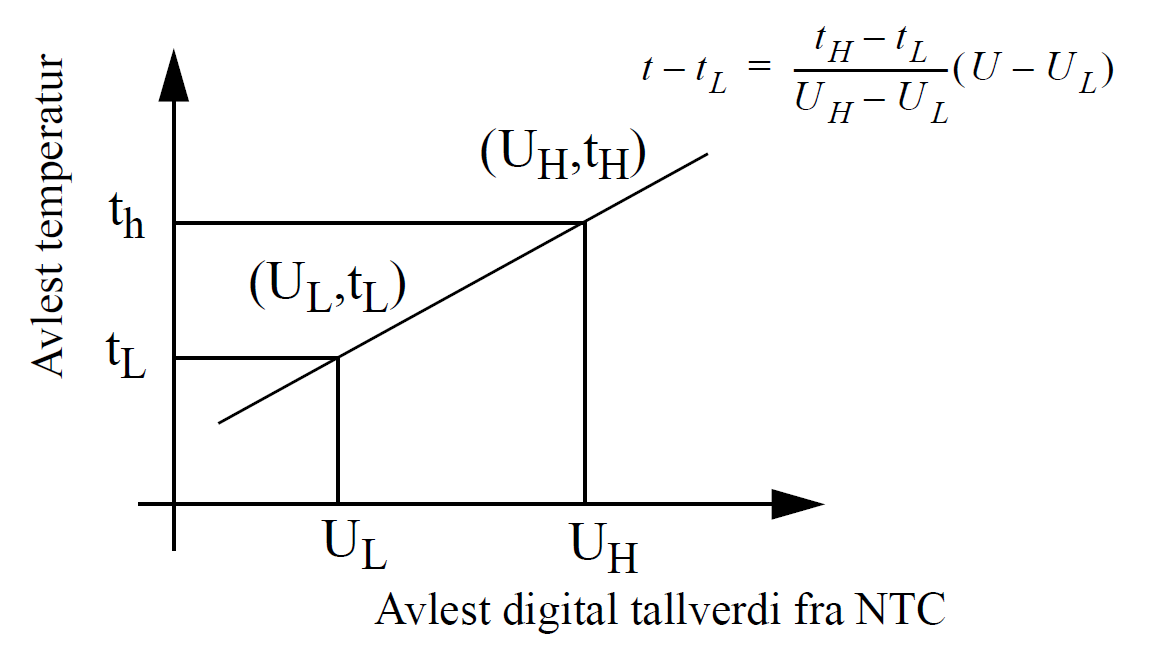 Avlest temperatur
t - t_L = \frac{t_H - t_L}{U_H - U_L}(U - U_L)
(U_H,t_H)
t_h
(U_L,t_L)
t_L
U_L
U_H
Avlest digital tallverdi fra NTC